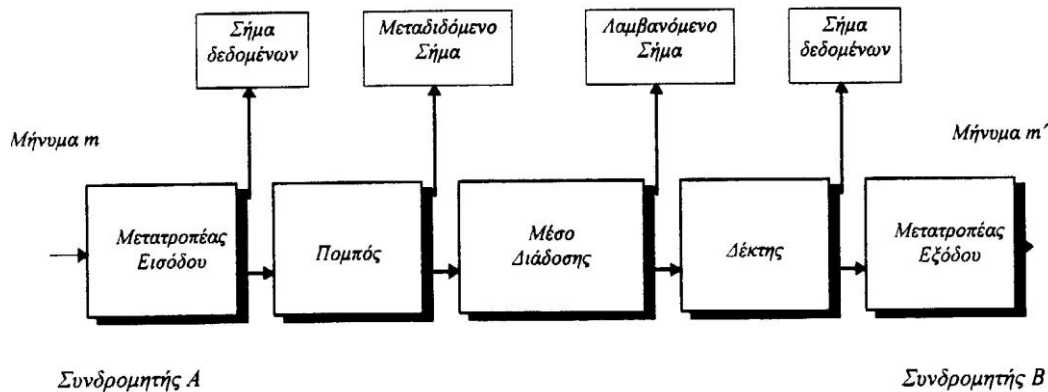 Σήμα
δεδομένων
Μεταδιδόμενο
Σήμα
Λαμβανόμενο
Σήμα
Σήμα
δεδομένων
Μήνυμα m
Μήνυμα m'
Μετατροπέας
Εισόδου
Πομπός
Μέσο
Διάδοσης
Δέκτης
Μετατροπέας
Εξόδου
Συνδρομητής Α
Συνδρομητής Β